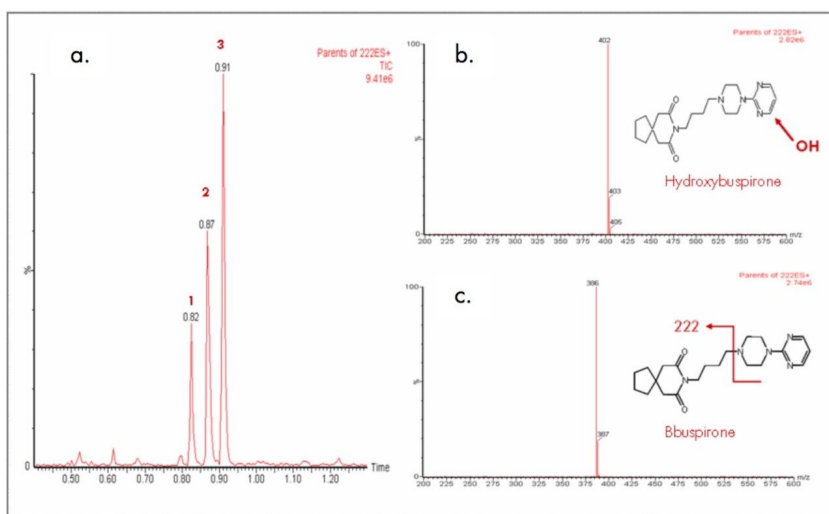 a.
Parents of 222ES+
TIC
9.41e6
3
0.91
2
0.87
1
0.82
%
0
0.50 0.60 0.70 0.80 0.90 1.00 1.10 1.20
Time
b.
Parents of 222ES+
2.82e6
100
402
%
403
405
0
200 225 250 275 300 325 350 375 400 425 450 475 500 525 550 575 600
m/z
O
N
O
N
N
N
N
OH
Hydroxybuspirone
c.
Parents of 222ES+
2.74e6
100
386
%
387
0
200 225 250 275 300 325 350 375 400 425 450 475 500 525 550 575 600
m/z
222
O
N
O
N
N
N
N
Bbuspirone